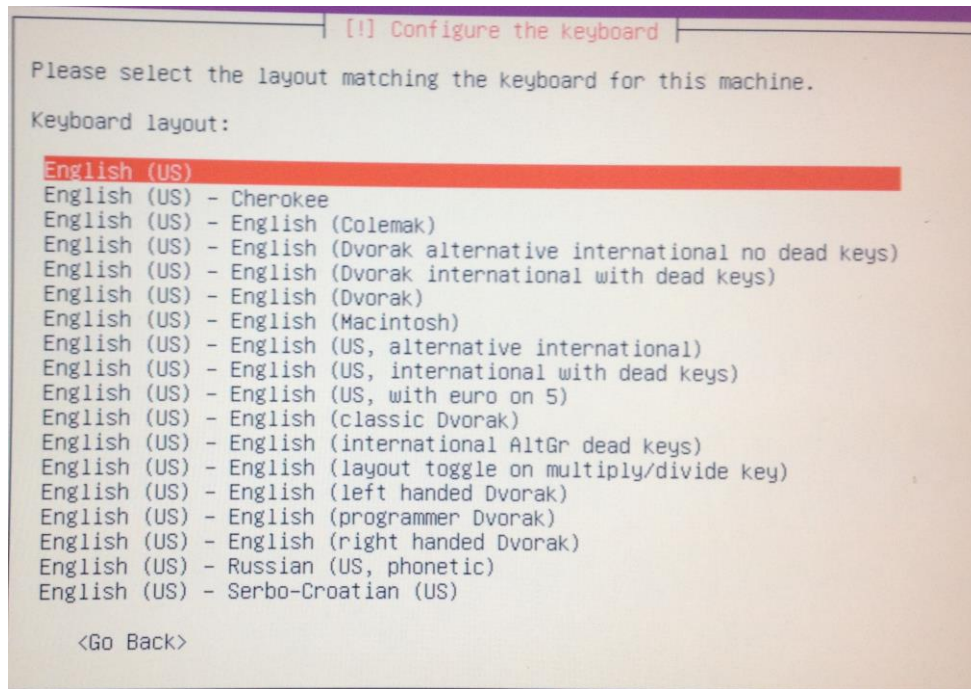 [!] Configure the keyboard
Please select the layout matching the keyboard for this machine.
Keyboard layout:
English (US)
English (US) - Cherokee
English (US) - English (Colemak)
English (US) - English (Dvorak alternative international no dead keys)
English (US) - English (Dvorak international with dead keys)
English (US) - English (Dvorak)
English (US) - English (Macintosh)
English (US) - English (US, alternative international)
English (US) - English (US, international with dead keys)
English (US) - English (US, with euro on 5)
English (US) - English (classic Dvorak)
English (US) - English (international AltGr dead keys)
English (US) - English (layout toggle on multiply/divide key)
English (US) - English (left handed Dvorak)
English (US) - English (programmer Dvorak)
English (US) - English (right handed Dvorak)
English (US) - Russian (US, phonetic)
English (US) - Serbo-Croatian (US)
<Go Back>